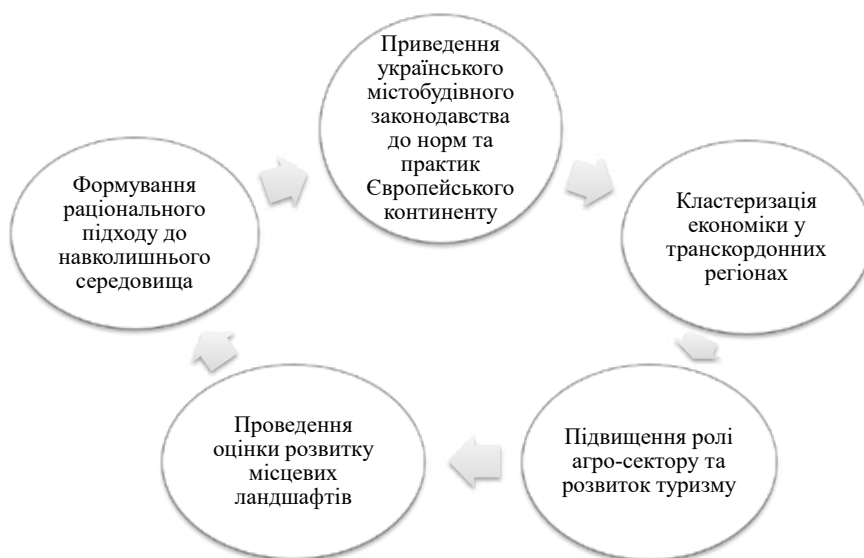 Приведення
українського
містобудівного
законодавства
до норм та
практик
Європейського
континенту
Кластеризація
економіки у
транскордонних
регіонах
Підвищення ролі
агро-сектору та
розвиток туризму
Проведення
оцінки розвитку
місцевих
ландшафтів
Формування
раціонального
підходу до
навколишнього
середовища